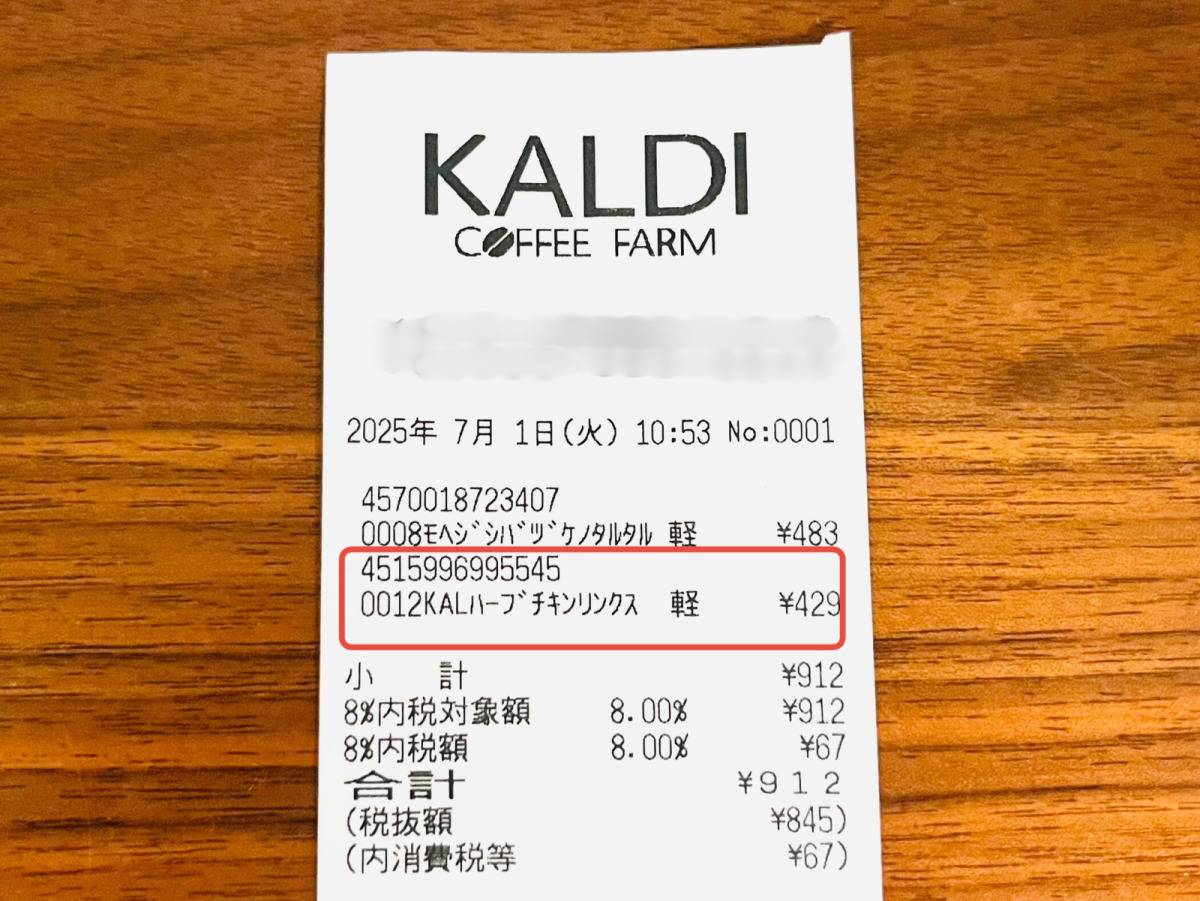 KALDI
COFFEE FARM
2025年 7月 1日(火) 10:53 No:0001
4570018723407
0008ﾓﾍｼﾞｼﾊﾞﾂﾞｹﾉﾀﾙﾀﾙ 軽 ¥483
4515996995545
0012KALﾊｰﾌﾞﾁｷﾝﾘﾝｸｽ 軽 ¥429
小 計 ¥912
8%内税対象額 8.00% ¥912
8%内税額 8.00% ¥67
合計 ¥912
(税抜額 ¥845)
(内消費税等 ¥67)